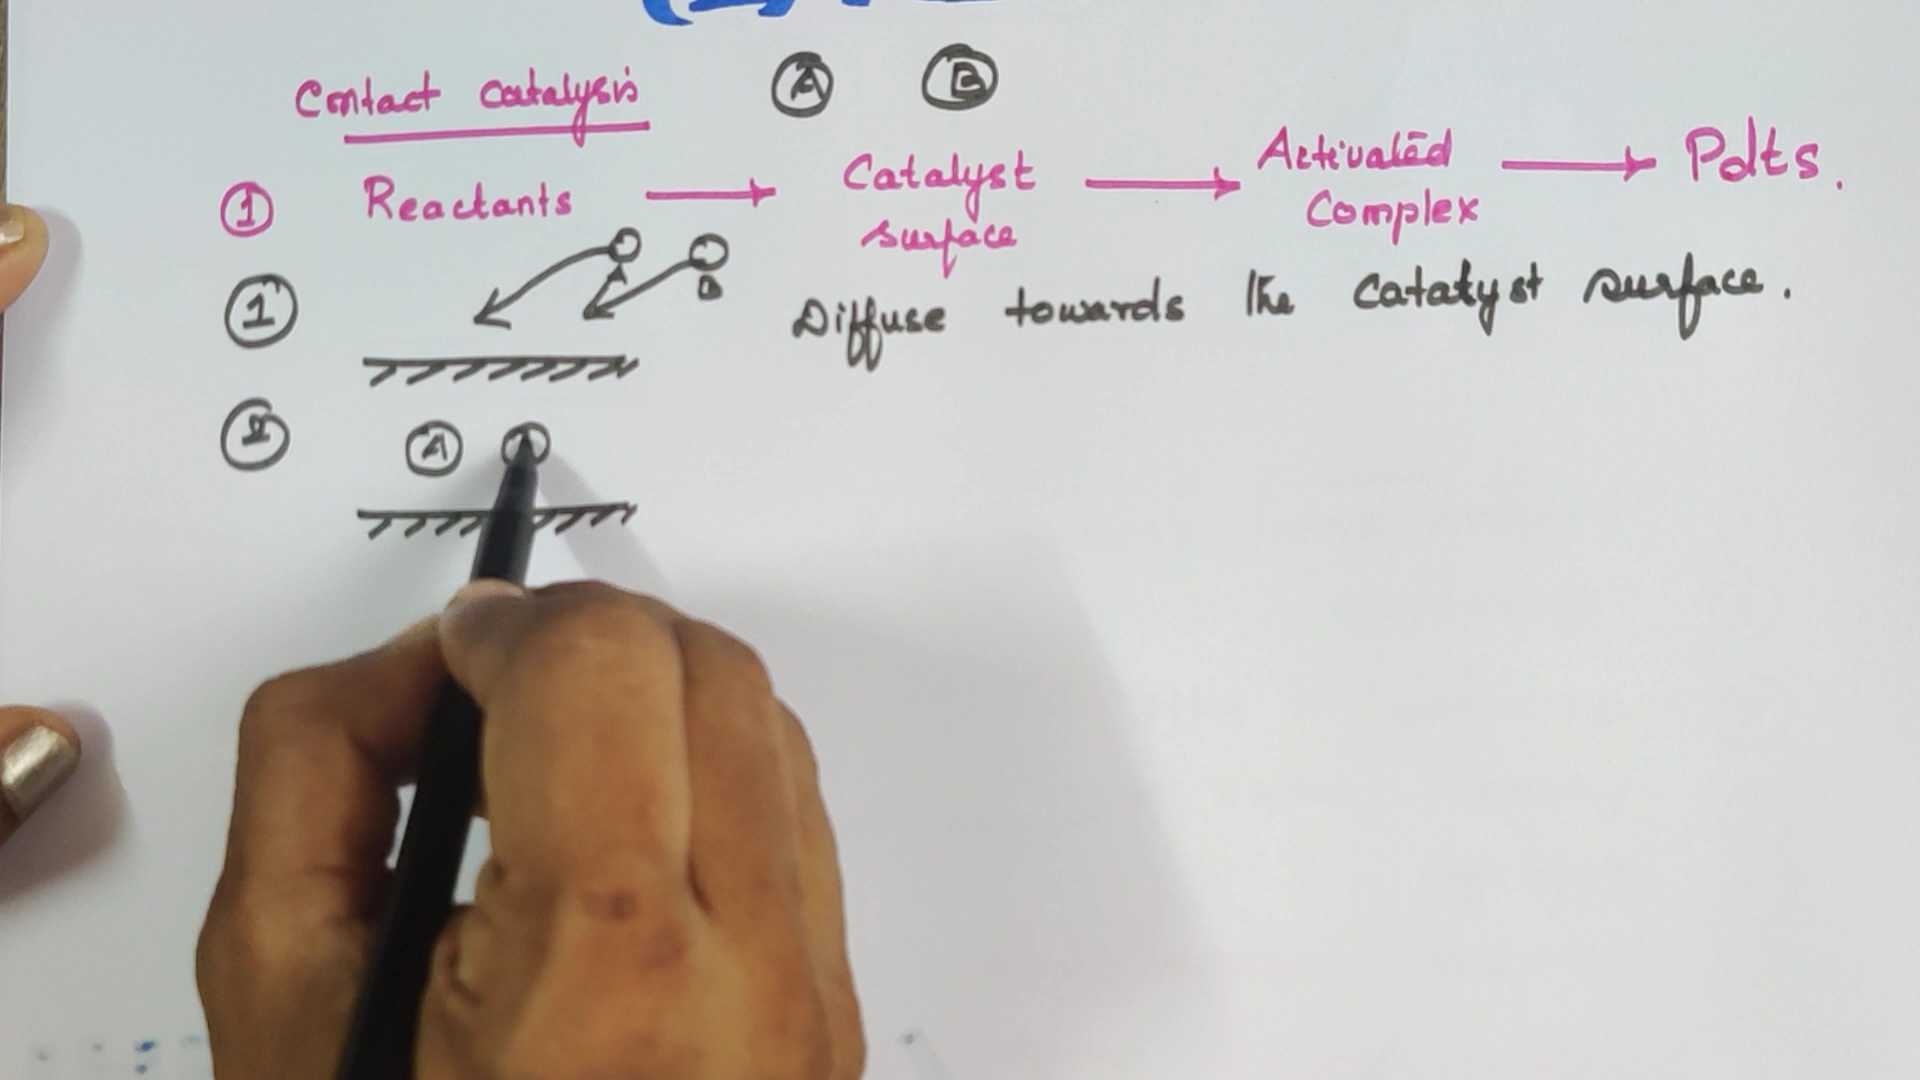 Contact catalysis A B
1 Reactants → Catalyst surface → Activated Complex → Pdts.
1 A B Diffuse towards the catalyst surface.
2 A